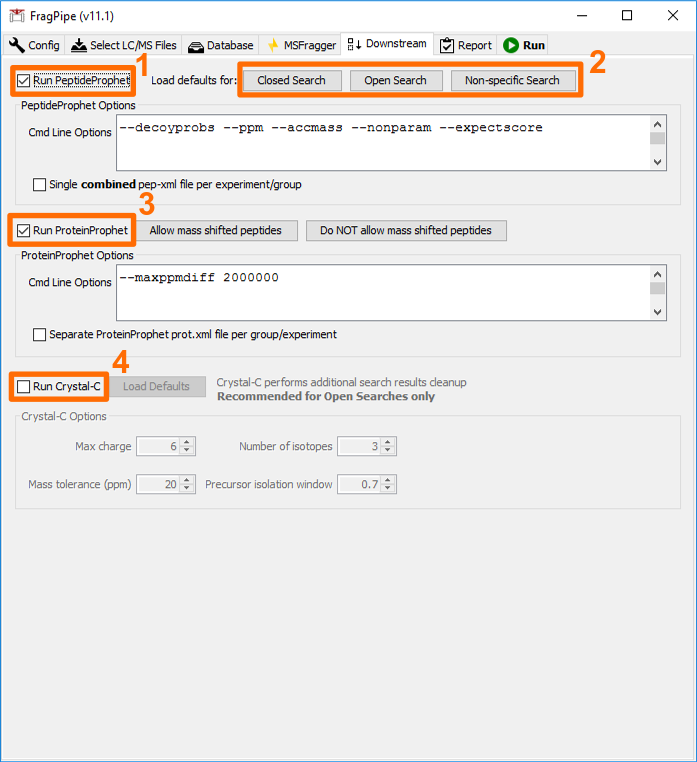 FragPipe (v11.1)
Config Select LC/MS Files Database MSFragger Downstream Report Run
1
2
Run PeptideProphet Load defaults for: Closed Search Open Search Non-specific Search
PeptideProphet Options
Cmd Line Options --decoyprobs --ppm --accmass --nonparam --expectscore
Single combined pep-xml file per experiment/group
3
Run ProteinProphet Allow mass shifted peptides Do NOT allow mass shifted peptides
ProteinProphet Options
Cmd Line Options --maxppmdiff 2000000
Separate ProteinProphet prot.xml file per group/experiment
4
Run Crystal-C Load Defaults Crystal-C performs additional search results cleanup
Recommended for Open Searches only
Crystal-C Options
Max charge 6 Number of isotopes 3
Mass tolerance (ppm) 20 Precursor isolation window 0.7